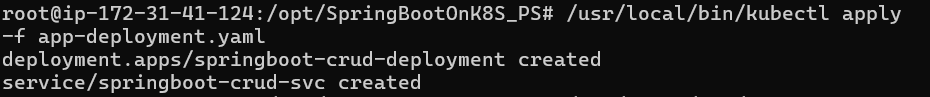 root@ip-172-31-41-124:/opt/SpringBootOnK8S_PS# /usr/local/bin/kubectl apply
-f app-deployment.yaml
deployment.apps/springboot-crud-deployment created
service/springboot-crud-svc created